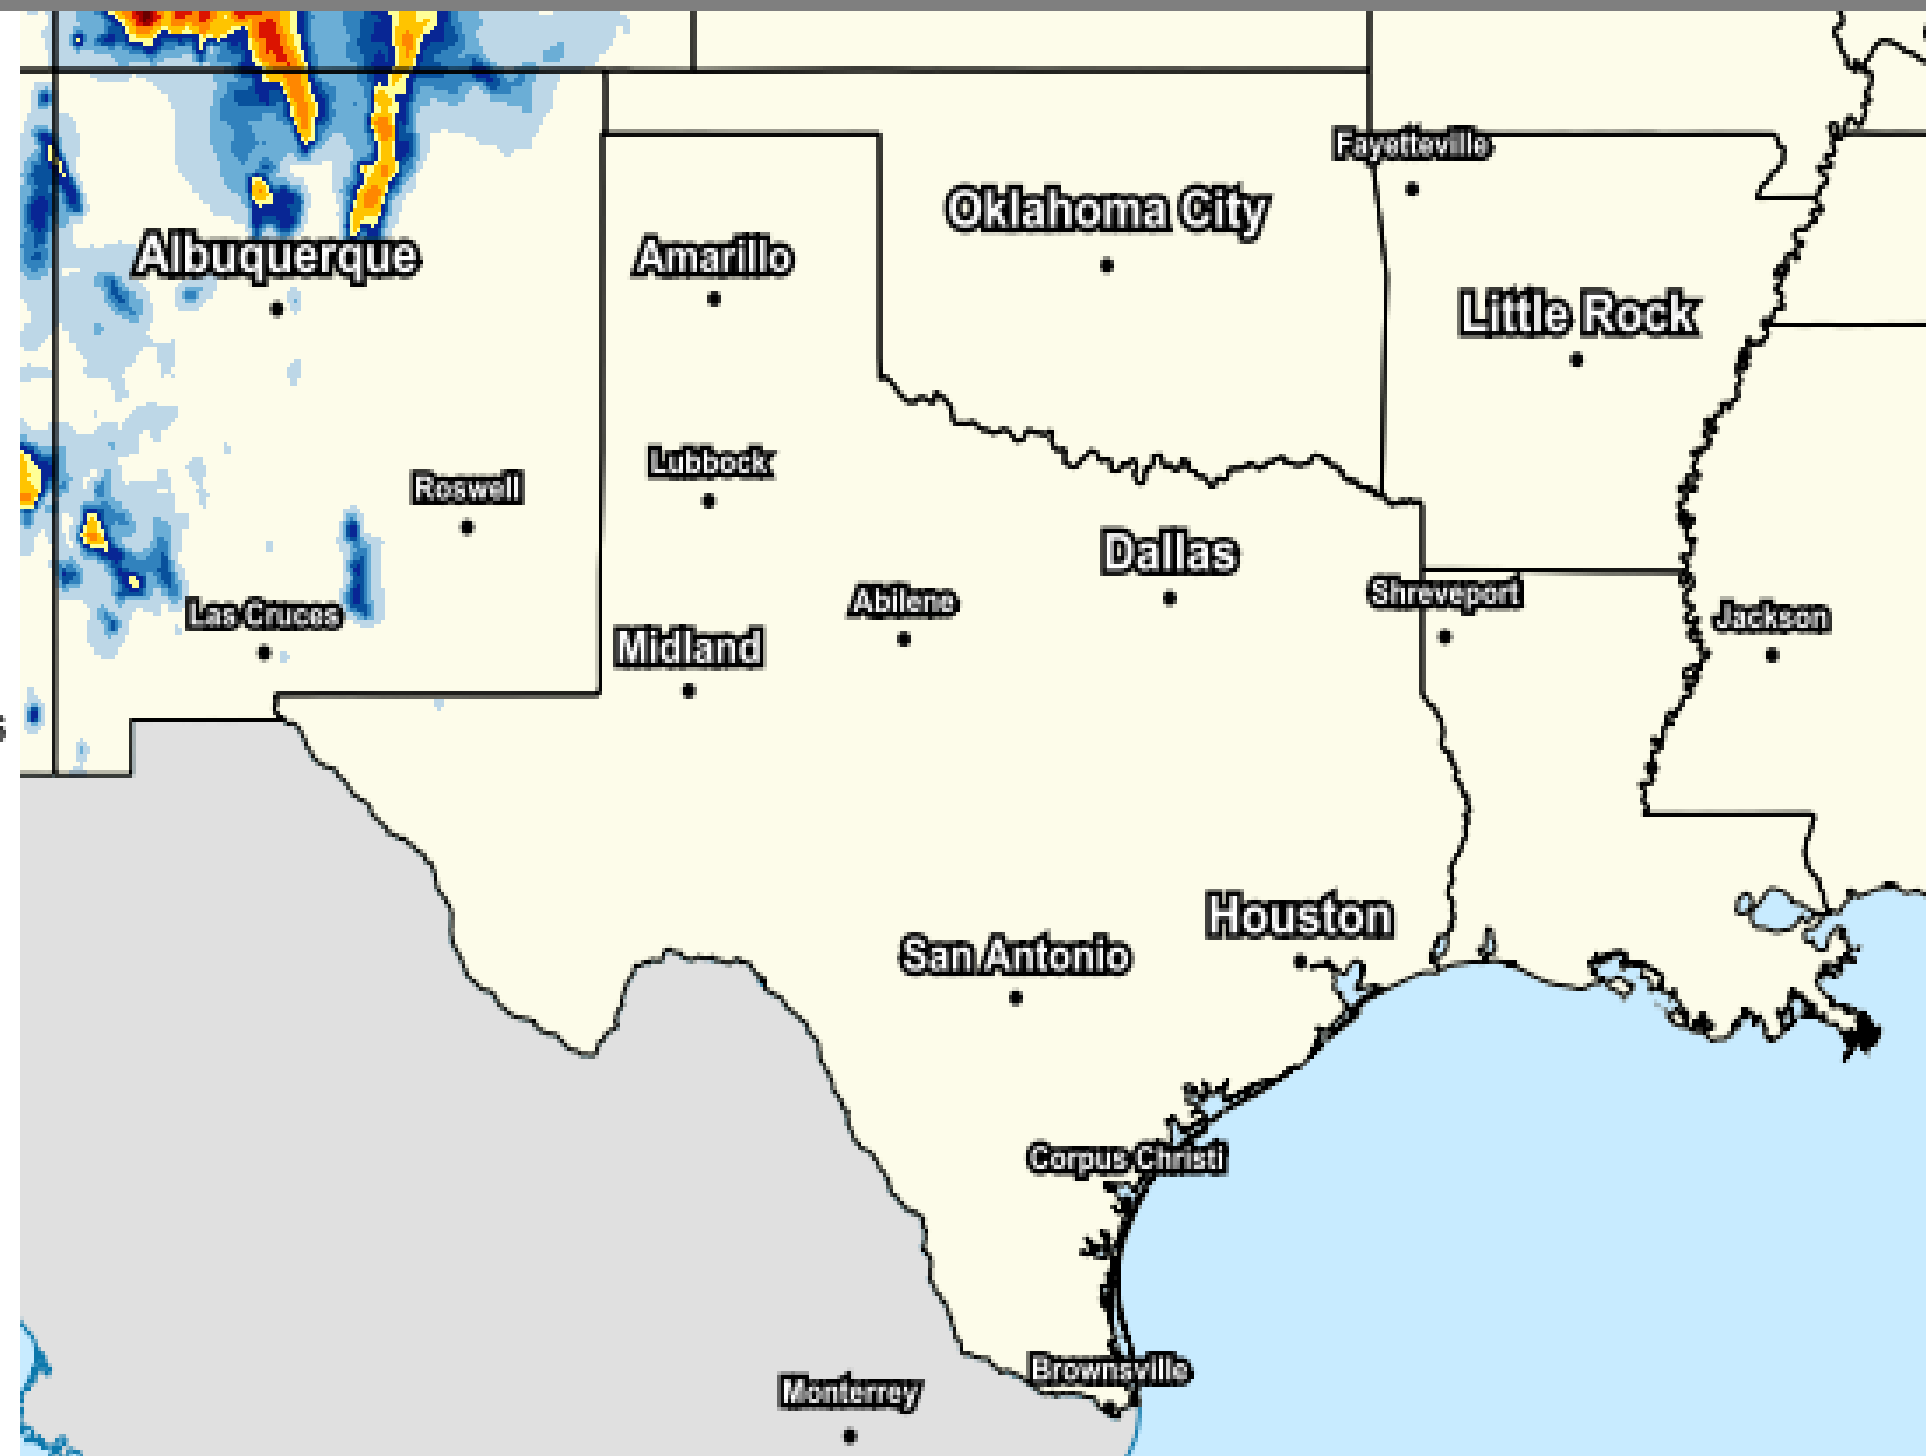 Fayetteville
Oklahoma City
Albuquerque
Amarillo
Little Rock
Lubbock
Roswell
Dallas
Shreveport
Abilene
Las Cruces
Jackson
Midland
s
Houston
San Antonio
Corpus Christi
Brownsville
Monterrey